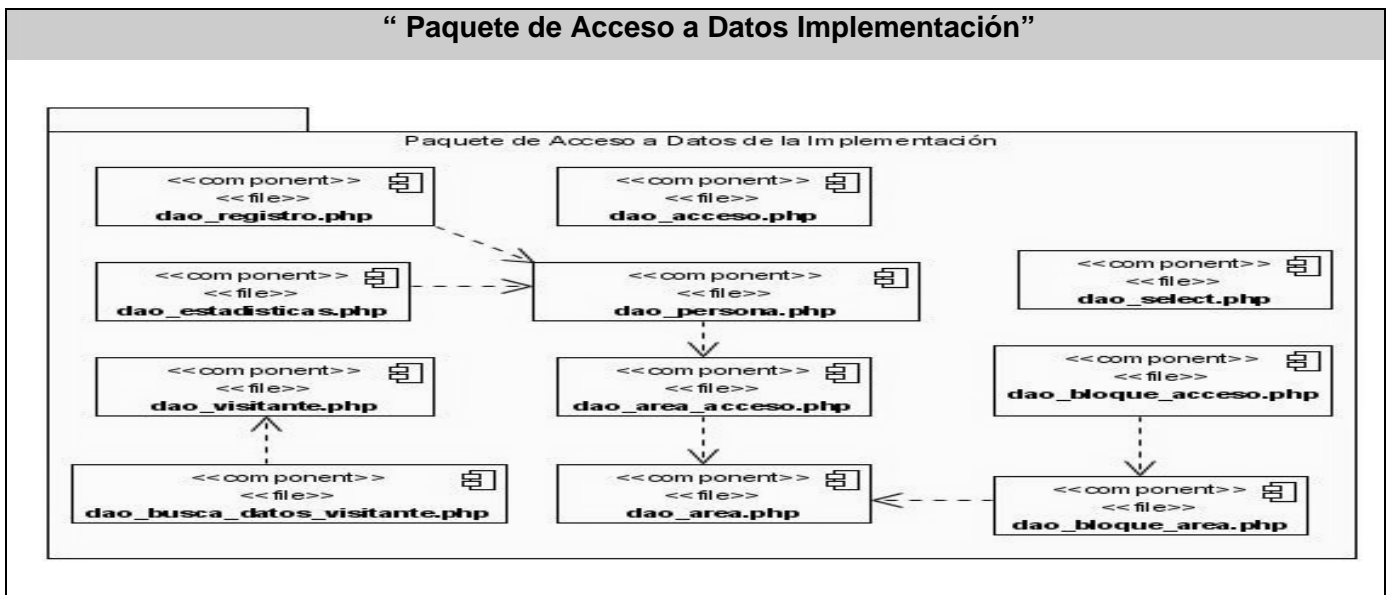 “ Paquete de Acceso a Datos Implementación”
Paquete de Acceso a Datos de la Implementación
<<component>>
<<file>>
dao_registro.php
<<component>>
<<file>>
dao_acceso.php
<<component>>
<<file>>
dao_estadisticas.php
<<component>>
<<file>>
dao_persona.php
<<component>>
<<file>>
dao_select.php
<<component>>
<<file>>
dao_visitante.php
<<component>>
<<file>>
dao_area_acceso.php
<<component>>
<<file>>
dao_bloque_acceso.php
<<component>>
<<file>>
dao_busca_datos_visitante.php
<<component>>
<<file>>
dao_area.php
<<component>>
<<file>>
dao_bloque_area.php